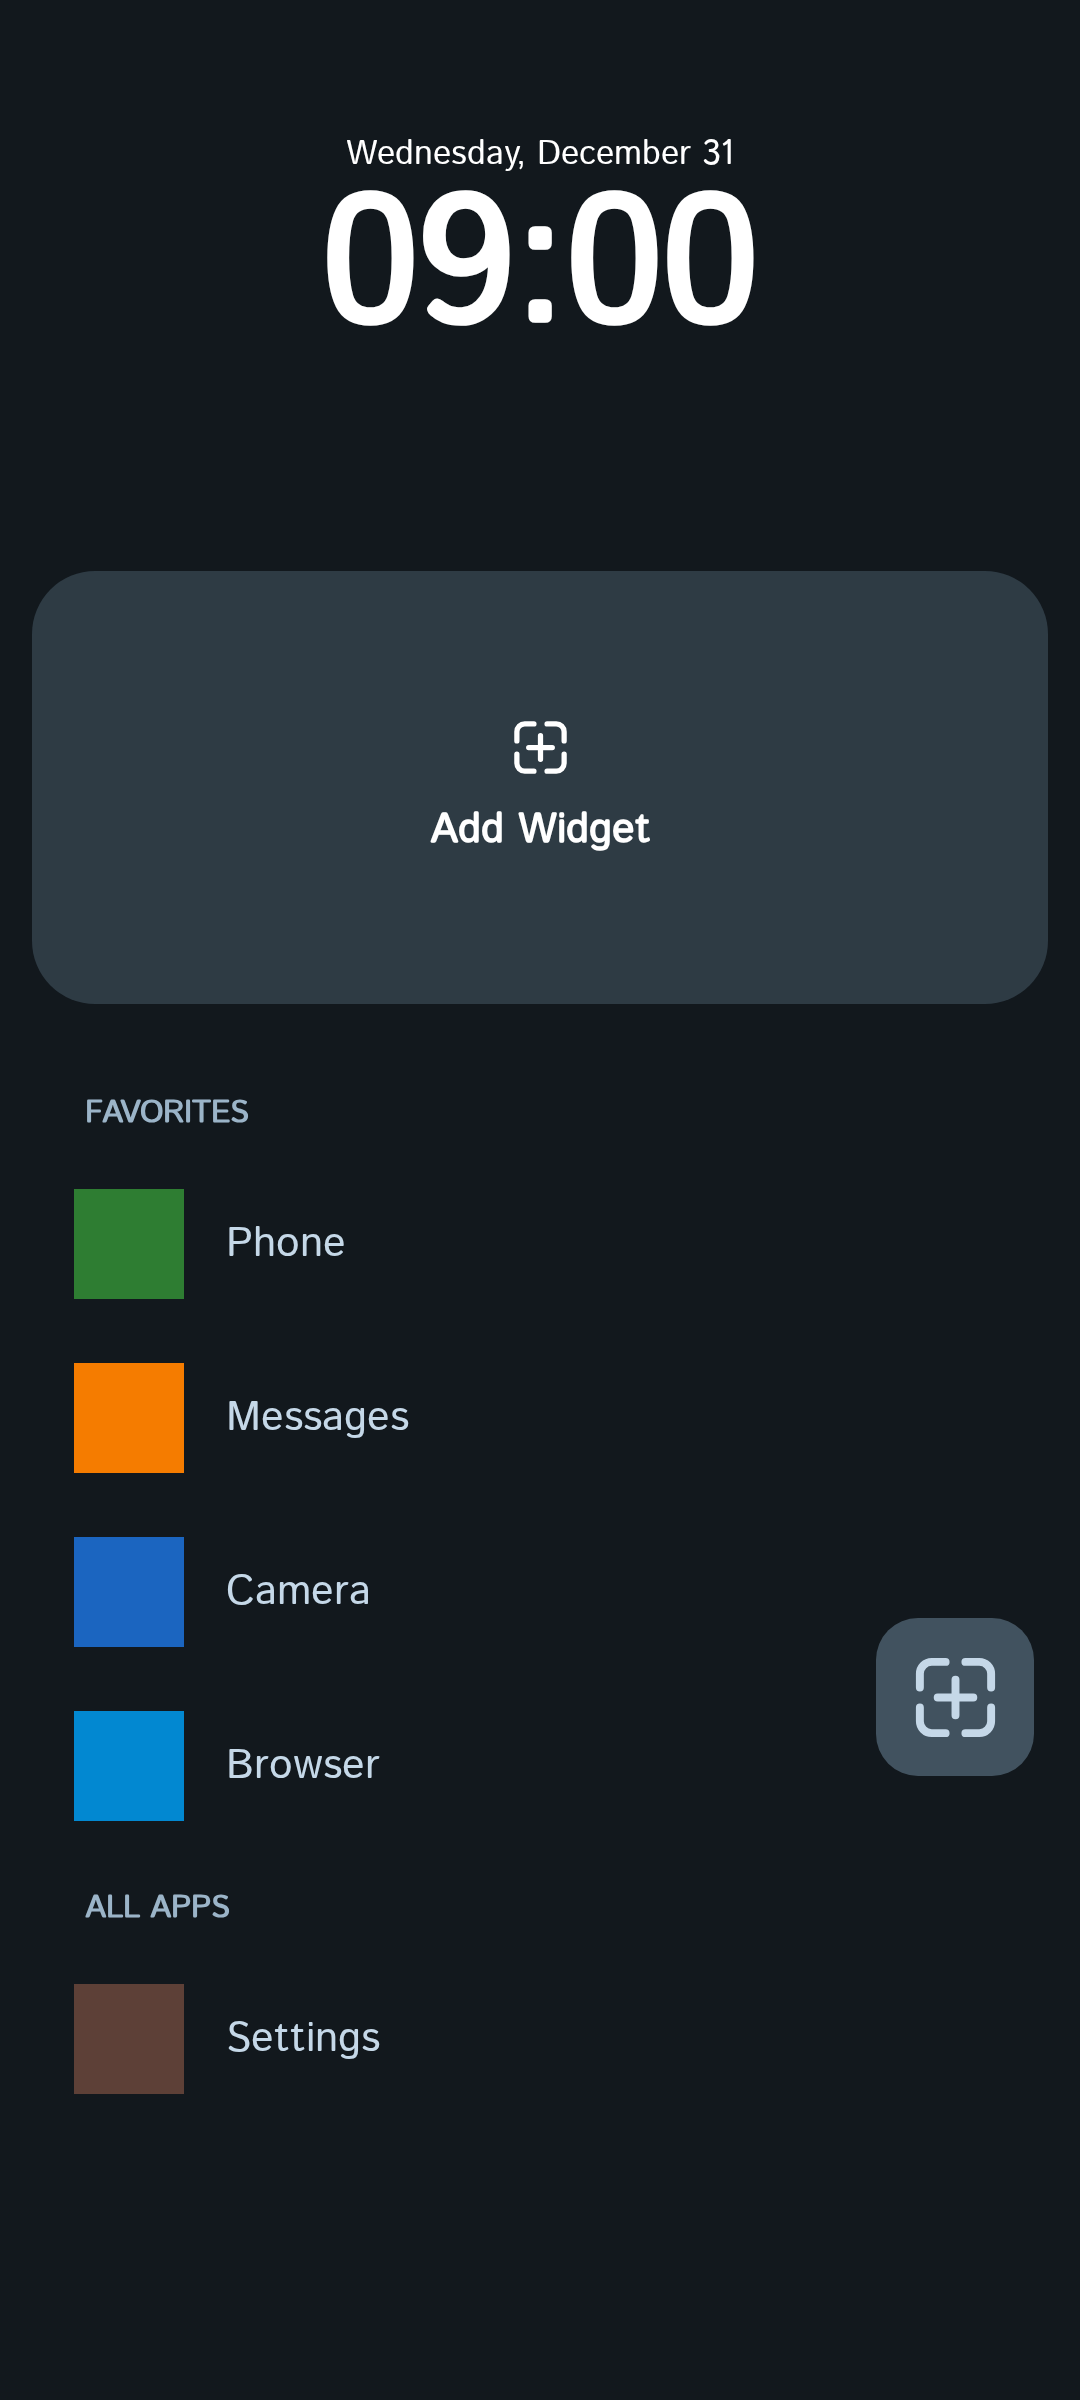 Wednesday, December 31
09:00
Add Widget
FAVORITES
Phone
Messages
Camera
Browser
ALL APPS
Settings